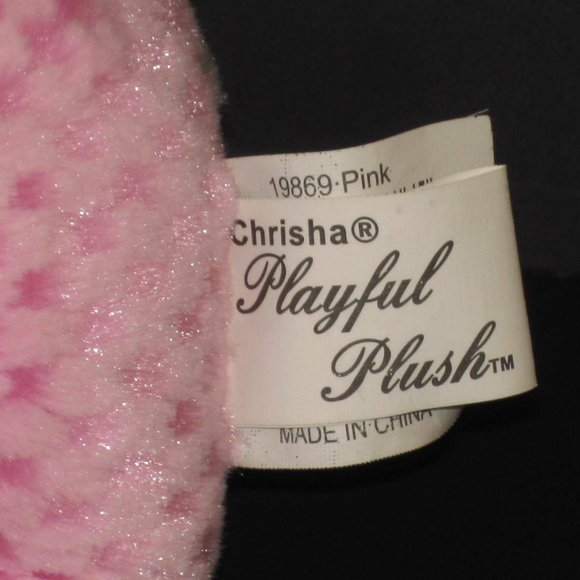 19869·Pink
Chrisha®
Playful
Plush™
MADE IN CHINA